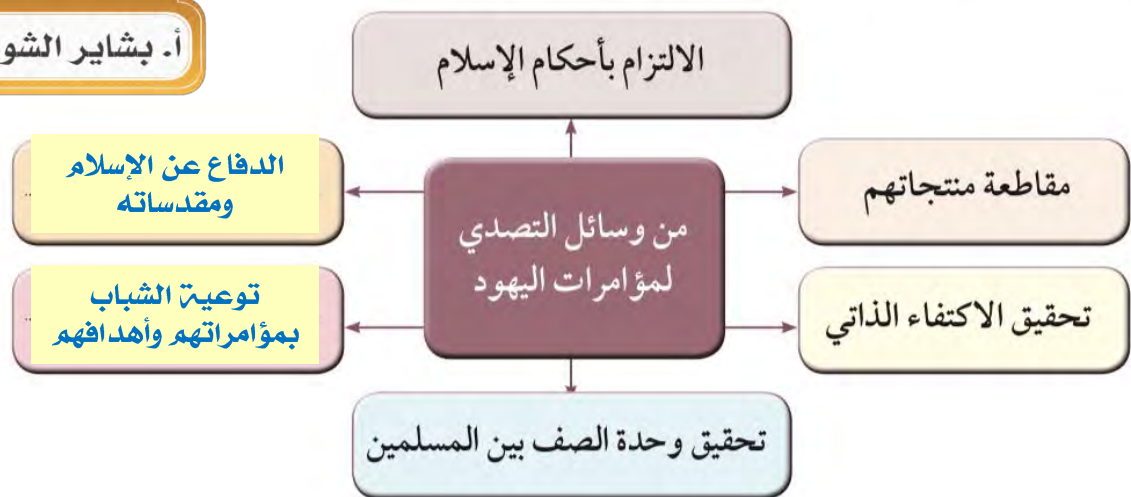 أ. بشاير الشو
الالتزام بأحكام الإسلام
مقاطعة منتجاتهم
الدفاع عن الإسلام
ومقدساته
من وسائل التصدي
لمؤامرات اليهود
تحقيق الاكتفاء الذاتي
توعية الشباب
بمؤامراتهم وأهدافهم
تحقيق وحدة الصف بين المسلمين